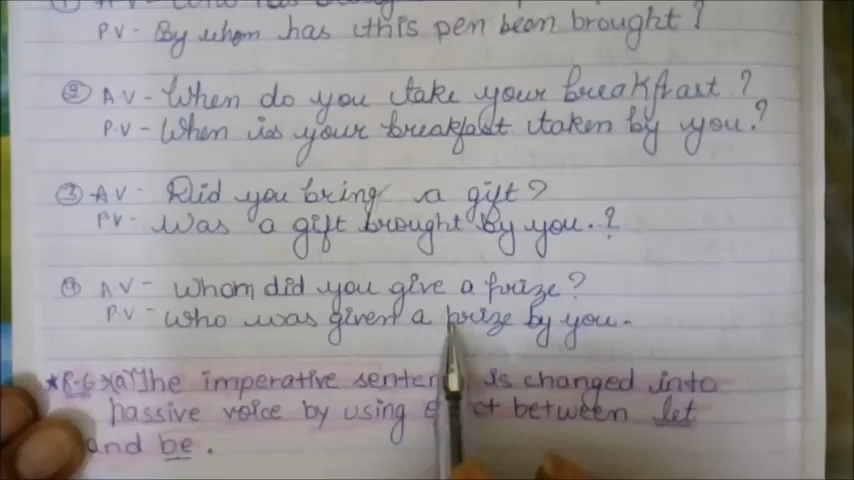 P.V - By whom has this pen been brought?
② A.V - When do you take your breakfast?
P.V - When is your breakfast taken by you?
③ A.V - Did you bring a gift?
P.V - Was a gift brought by you.?
④ A.V - Whom did you give a prize?
P.V - Who was given a prize by you.
*R-6 (a) The imperative is changed into
passive voice by using between let
and be.